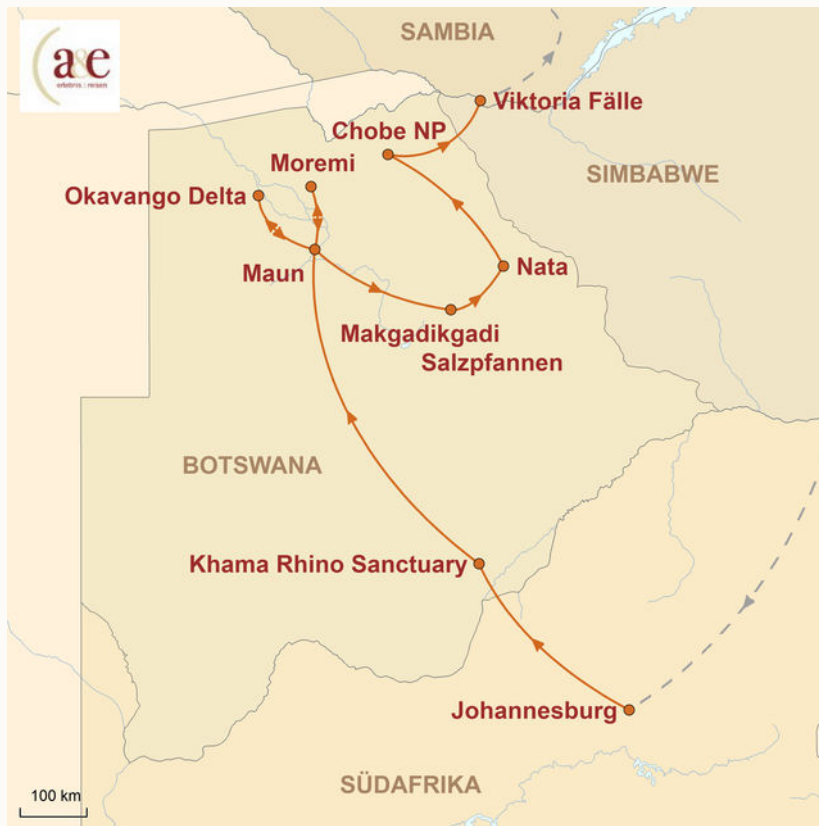 SAMBIA
a&e
erlebnis : reisen
Viktoria Fälle
Chobe NP
Moremi
SIMBABWE
Okavango Delta
Maun
Nata
Makgadikgadi
Salzpfannen
BOTSWANA
Khama Rhino Sanctuary
Johannesburg
SÜDAFRIKA
100 km